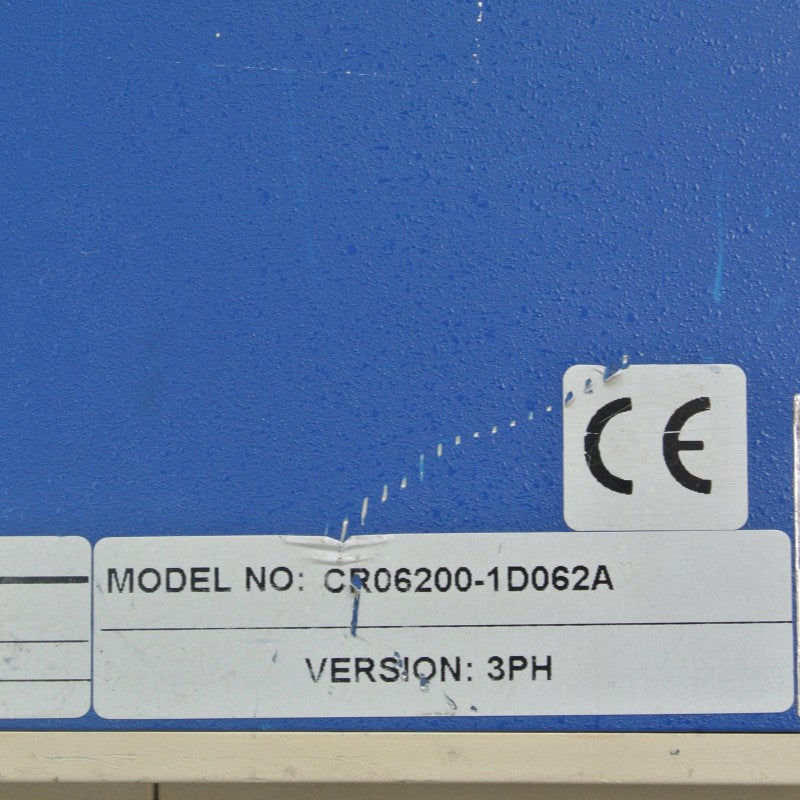 CE
MODEL NO: CR06200-1D062A
VERSION: 3PH